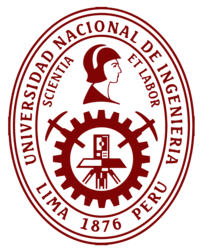 UNIVERSIDAD NACIONAL DE INGENIERIA
SCIENTIA ET LABOR
LIMA 1876 PERU